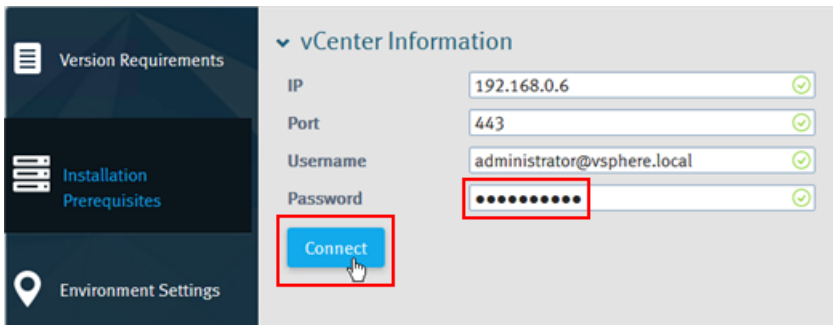 Version Requirements
Installation
Prerequisites
Environment Settings
vCenter Information
IP 192.168.0.6
Port 443
Username administrator@vsphere.local
Password ●●●●●●●●●●
Connect